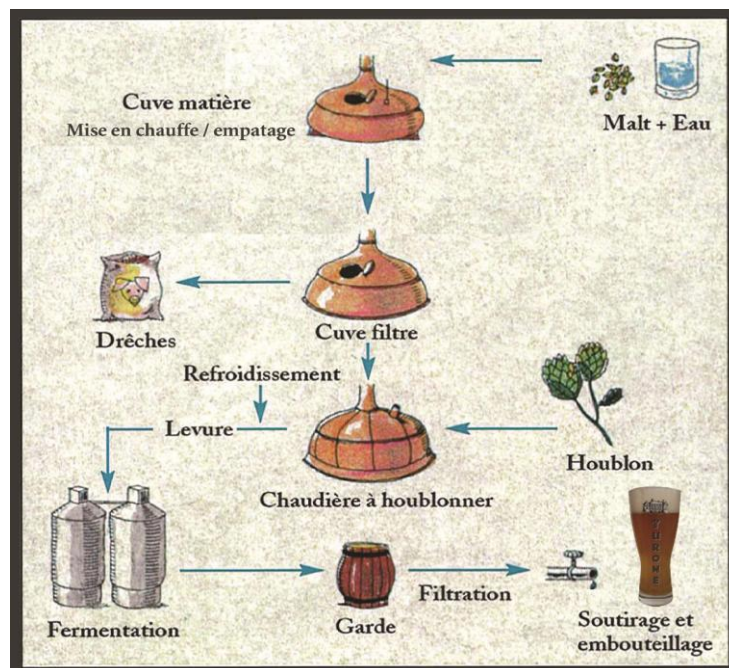 Malt + Eau
Cuve matière
Mise en chauffe / empatage
Cuve filtre
Drêches
Refroidissement
Levure
Houblon
Chaudière à houblonner
Fermentation
Garde
Filtration
TURONE
Soutirage et
embouteillage